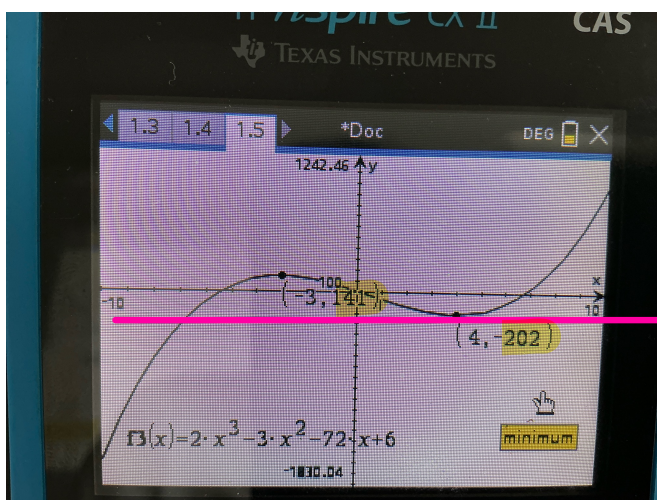 TI nspire CX II CAS
TEXAS INSTRUMENTS
1.3 1.4 1.5 *Doc DEG
1242.46 y
100 x
-10 (-3,141) 10
(4,-202)
f3(x)=2·x³-3·x²-72·x+6 minimum